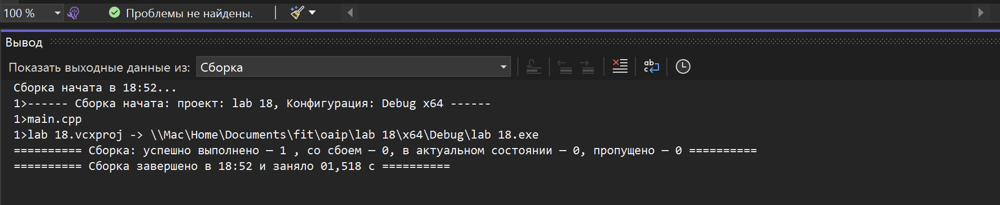 100 %
Проблемы не найдены.
Вывод
Показать выходные данные из: Сборка
Сборка начата в 18:52...
1>------ Сборка начата: проект: lab 18, Конфигурация: Debug x64 ------
1>main.cpp
1>lab 18.vcxproj -> \\Mac\Home\Documents\fit\oaip\lab 18\x64\Debug\lab 18.exe
========== Сборка: успешно выполнено — 1 , со сбоем — 0, в актуальном состоянии — 0, пропущено — 0 ==========
========== Сборка завершено в 18:52 и заняло 01,518 с ==========